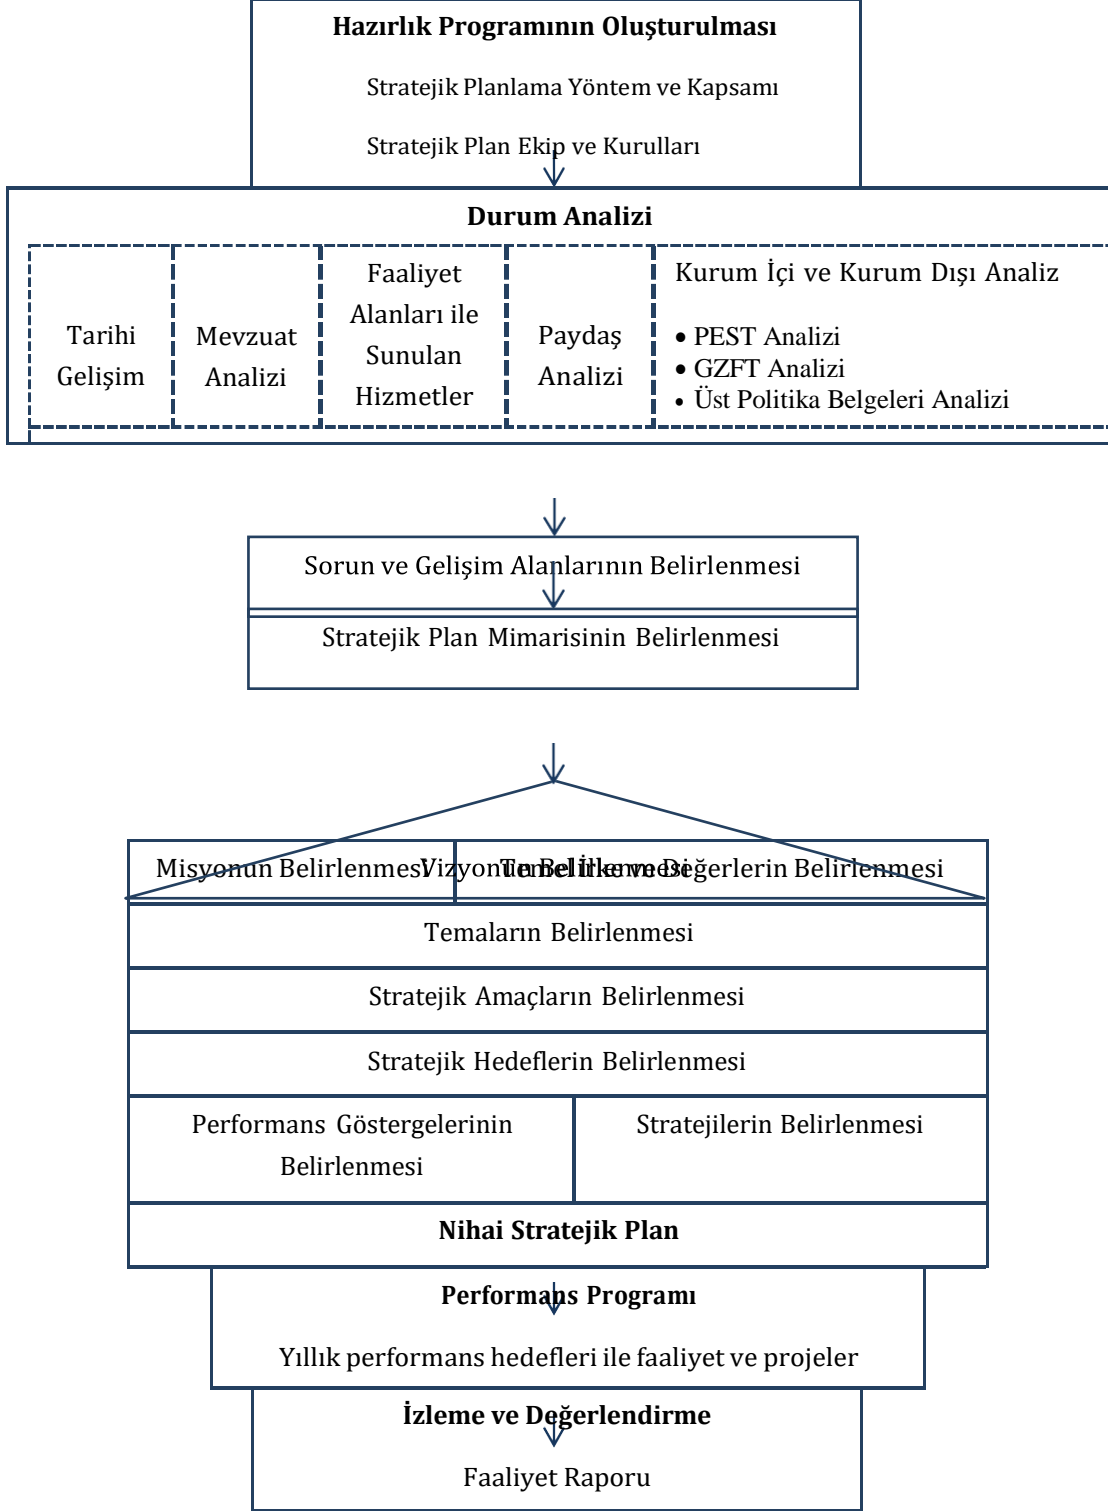 Hazırlık Programının Oluşturulması
Stratejik Planlama Yöntem ve Kapsamı
Stratejik Plan Ekip ve Kurulları
Durum Analizi
Tarihi
Gelişim
Mevzuat
Analizi
Faaliyet
Alanları ile
Sunulan
Hizmetler
Paydaş
Analizi
Kurum İçi ve Kurum Dışı Analiz
• PEST Analizi
• GZFT Analizi
• Üst Politika Belgeleri Analizi
Sorun ve Gelişim Alanlarının Belirlenmesi
Stratejik Plan Mimarisinin Belirlenmesi
Misyonun Belirlenmesi
Vizyonun Belirlenmesi
Temel İlke ve Değerlerin Belirlenmesi
Temaların Belirlenmesi
Stratejik Amaçların Belirlenmesi
Stratejik Hedeflerin Belirlenmesi
Performans Göstergelerinin
Belirlenmesi
Stratejilerin Belirlenmesi
Nihai Stratejik Plan
Performans Programı
Yıllık performans hedefleri ile faaliyet ve projeler
İzleme ve Değerlendirme
Faaliyet Raporu